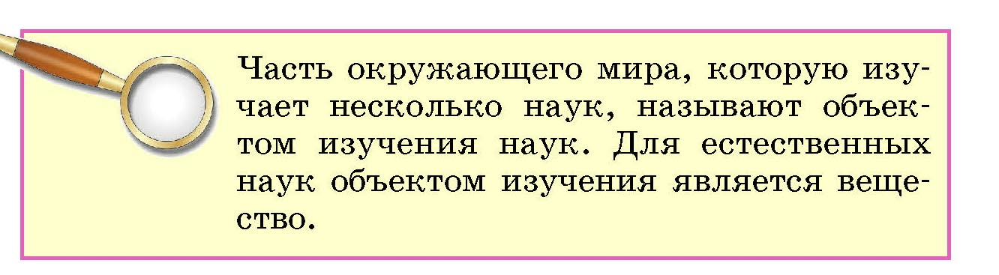 Часть окружающего мира, которую изу-
чает несколько наук, называют объек-
том изучения наук. Для естественных
наук объектом изучения является веще-
ство.